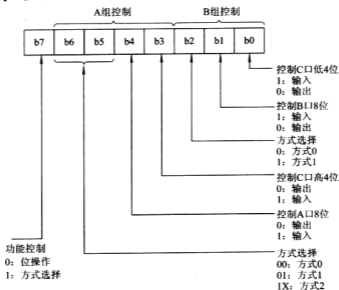 A组控制 B组控制
b7 b6 b5 b4 b3 b2 b1 b0
控制C口低4位
1：输入
0：输出
控制B口8位
1：输入
0：输出
方式选择
0：方式0
1：方式1
控制C口高4位
0：输出
1：输入
控制A口8位
0：输出
1：输入
功能控制
0：位操作
1：方式选择
方式选择
00：方式0
01：方式1
1X：方式2